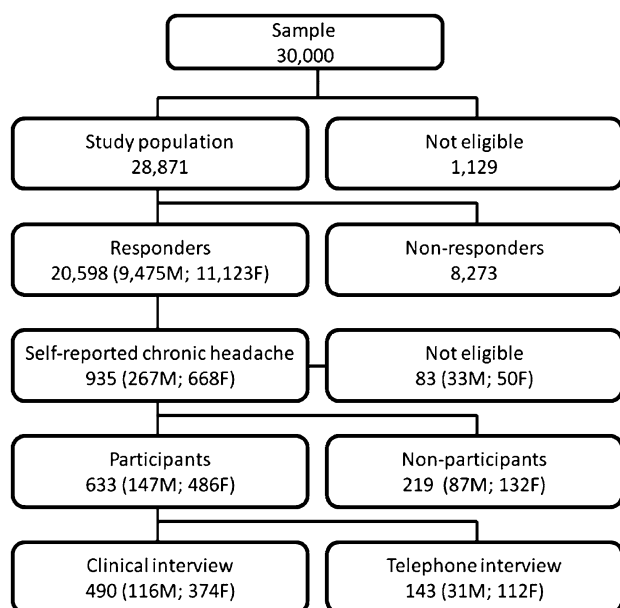 Sample
30,000
Study population
28,871
Not eligible
1,129
Responders
20,598 (9,475M; 11,123F)
Non-responders
8,273
Self-reported chronic headache
935 (267M; 668F)
Not eligible
83 (33M; 50F)
Participants
633 (147M; 486F)
Non-participants
219 (87M; 132F)
Clinical interview
490 (116M; 374F)
Telephone interview
143 (31M; 112F)